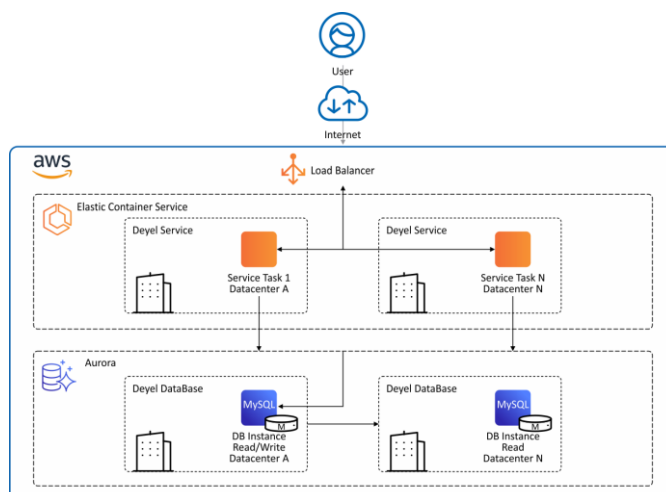 User
Internet
aws
Load Balancer
Elastic Container Service
Deyel Service
Deyel Service
Service Task 1
Datacenter A
Service Task N
Datacenter N
Aurora
Deyel DataBase
Deyel DataBase
MySQL
M
MySQL
M
DB Instance
Read/Write
Datacenter A
DB Instance
Read
Datacenter N